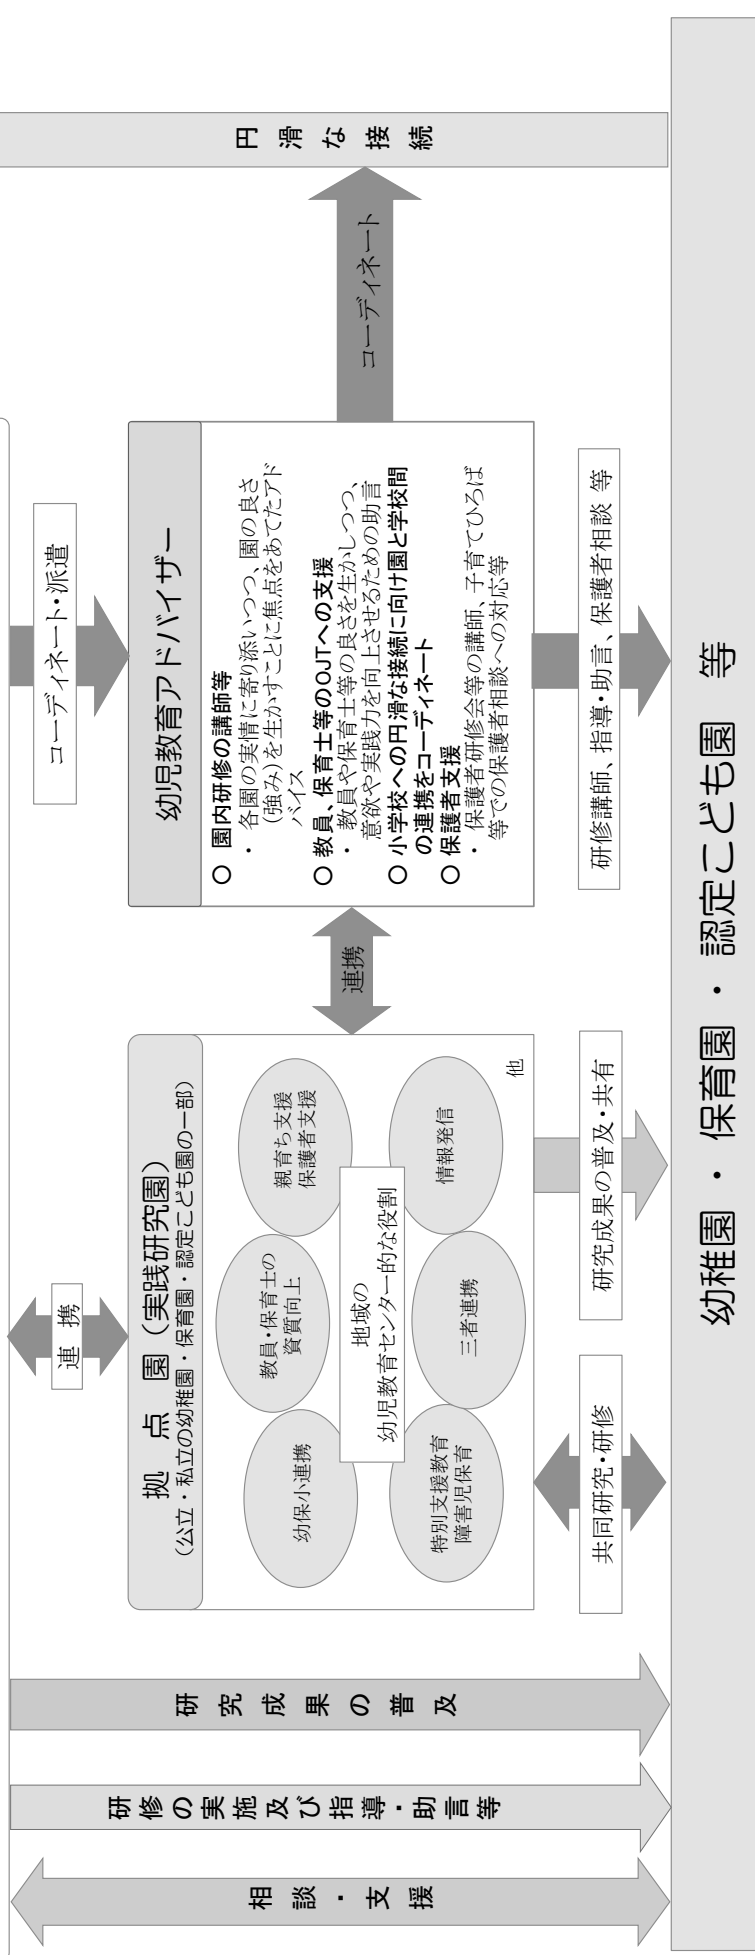 相談・支援
研修の実施及び指導・助言等
研究成果の普及
連 携
拠 点 園（実践研究園）
（公立・私立の幼稚園・保育園・認定こども園の一部）
幼保小連携
教員・保育士の
資質向上
親育ち支援
保護者支援
地域の
幼児教育センター的な役割
特別支援教育
障害児保育
三者連携
情報発信
他
共同研究・研修
研究成果の普及・共有
連携
コーディネート・派遣
幼児教育アドバイザー
○ 園内研修の講師等
・ 各園の実情に寄り添いつつ、園の良さ
(強み)を生かすことに焦点をあてたアド
バイス
○ 教員、保育士等のOJTへの支援
・ 教員や保育士等の良さを生かしつつ、
意欲や実践力を向上させるための助言
○ 小学校への円滑な接続に向け園と学校間
の連携をコーディネート
○ 保護者支援
・ 保護者研修会等の講師、子育てひろば
等での保護者相談への対応等
研修講師、指導・助言、保護者相談 等
コーディネート
円滑な接続
幼稚園 ・ 保育園 ・ 認定こども園 等